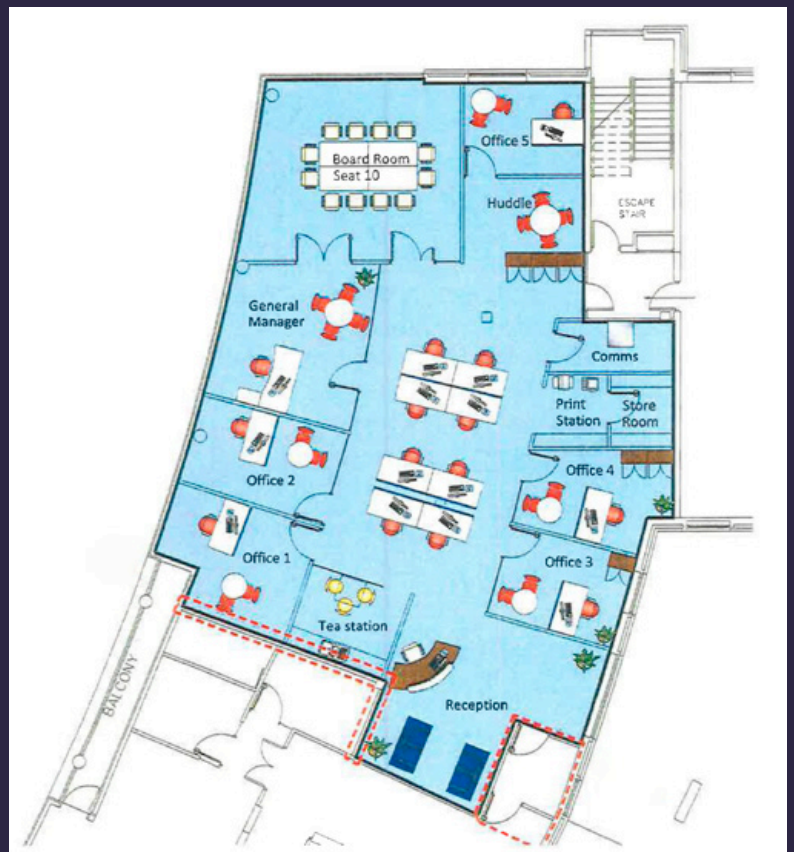 Office 5
Board Room
Seat 10
Huddle
ESCAPE
STAIR
General
Manager
Comms
Print
Station
Store
Room
Office 4
Office 2
Office 1
Office 3
Tea station
BALCONY
Reception